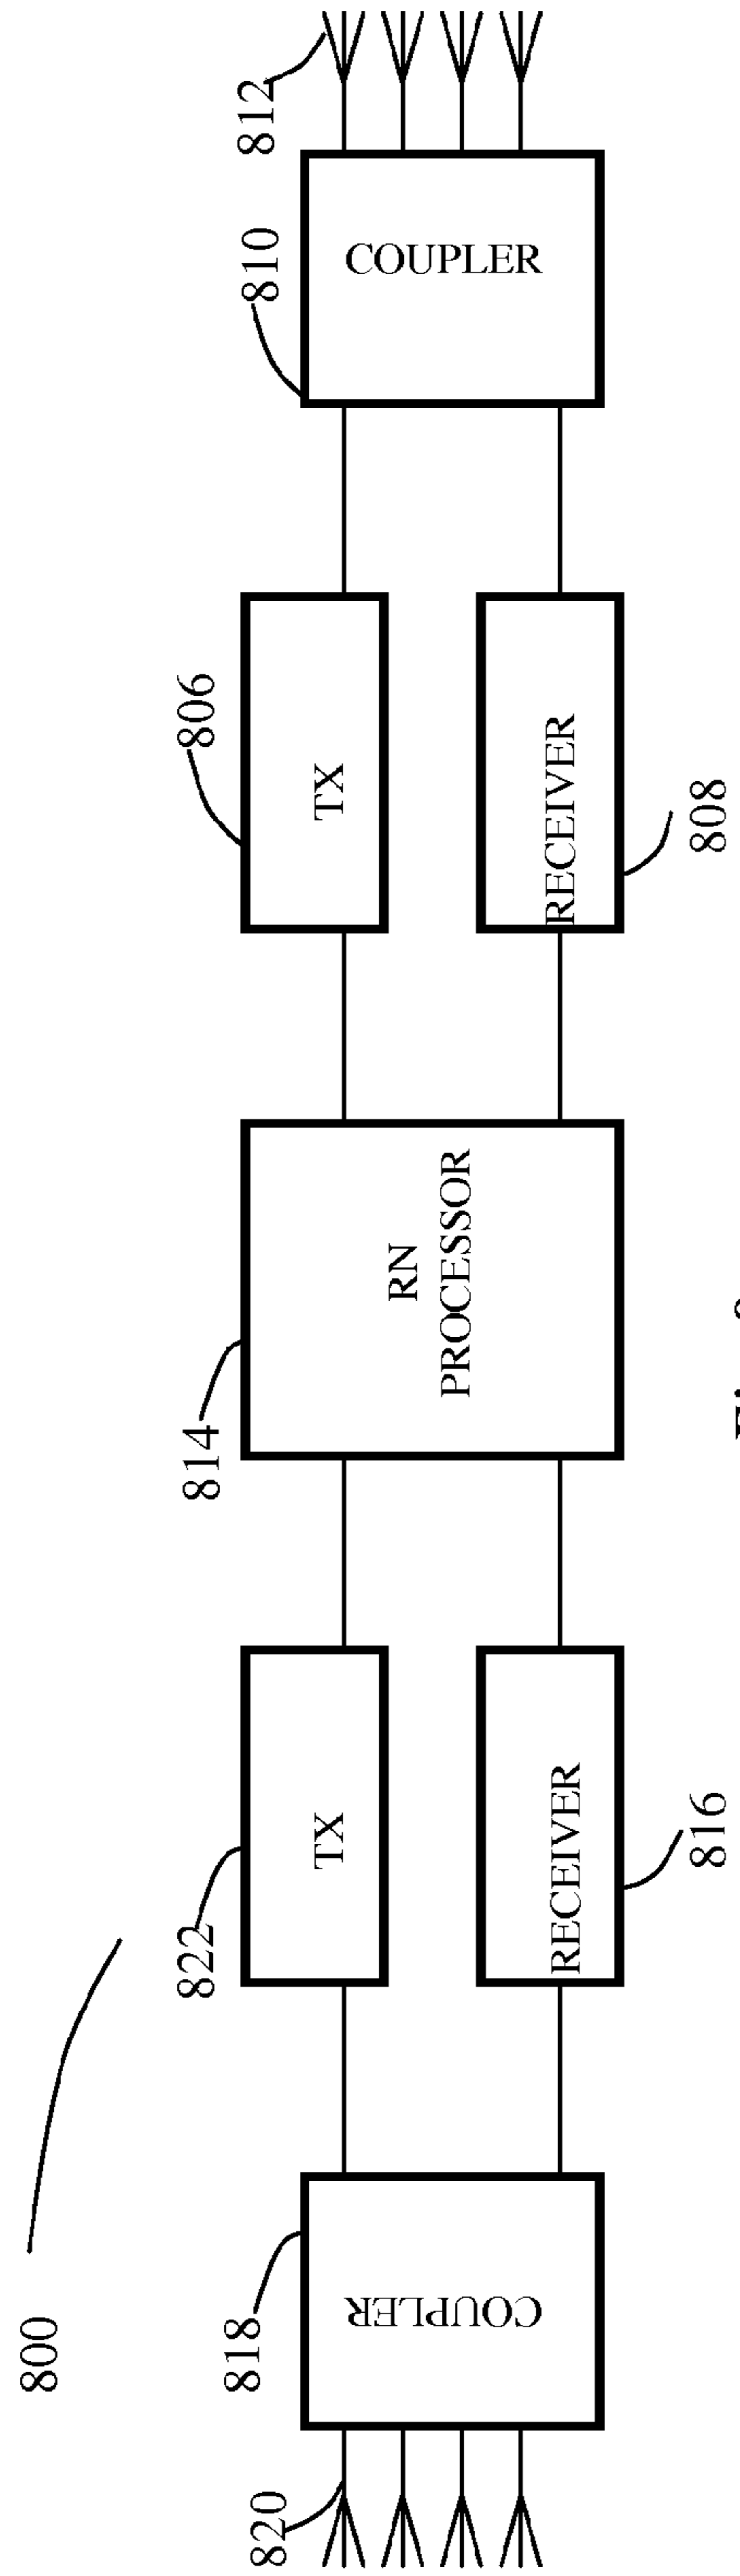 800
820
818
COUPLER
822
TX
RECEIVER
816
814
RN
PROCESSOR
806
TX
RECEIVER
808
810
COUPLER
812